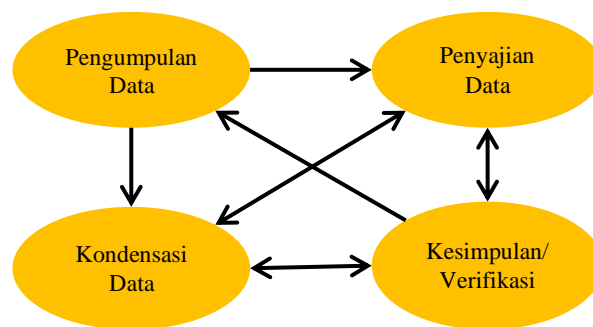 Pengumpulan
Data
Penyajian
Data
Kondensasi
Data
Kesimpulan/
Verifikasi